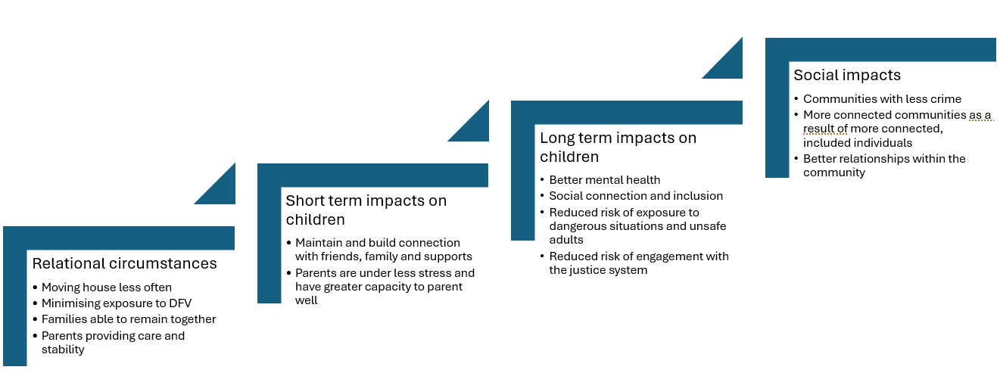 Relational circumstances
• Moving house less often
• Minimising exposure to DFV
• Families able to remain together
• Parents providing care and
stability
Short term impacts on
children
• Maintain and build connection
with friends, family and supports
• Parents are under less stress and
have greater capacity to parent
well
Long term impacts on
children
• Better mental health
• Social connection and inclusion
• Reduced risk of exposure to
dangerous situations and unsafe
adults
• Reduced risk of engagement with
the justice system
Social impacts
• Communities with less crime
• More connected communities as a
result of more connected,
included individuals
• Better relationships within the
community